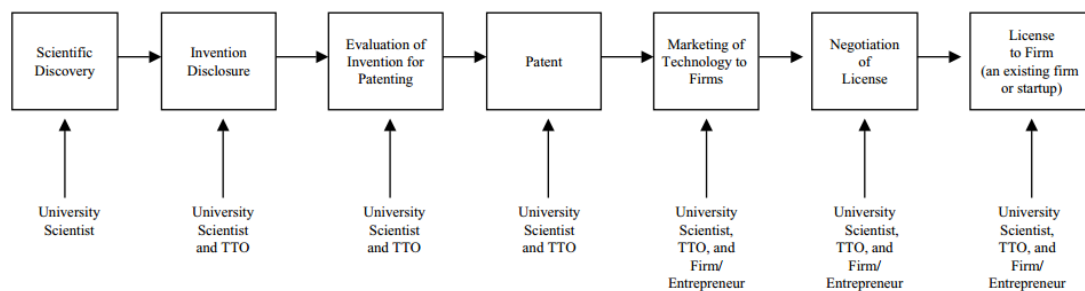 Scientific
Discovery
Invention
Disclosure
Evaluation of
Invention for
Patenting
Patent
Marketing of
Technology to
Firms
Negotiation
of
License
License
to Firm
(an existing firm
or startup)
University
Scientist
University
Scientist
and TTO
University
Scientist
and TTO
University
Scientist
and TTO
University
Scientist,
TTO, and
Firm/
Entrepreneur
University
Scientist,
TTO, and
Firm/
Entrepreneur
University
Scientist,
TTO, and
Firm/
Entrepreneur